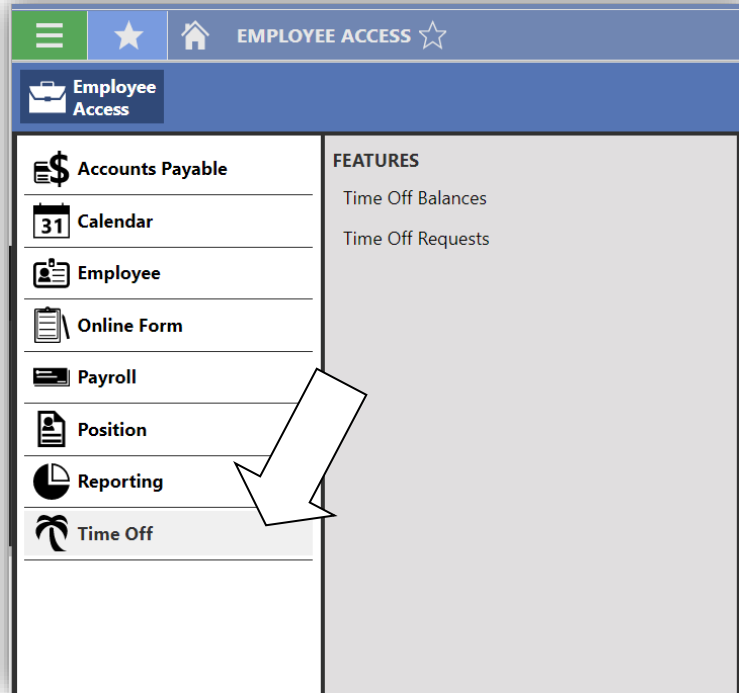 EMPLOYEE ACCESS
Employee
Access
Accounts Payable
31 Calendar
Employee
Online Form
Payroll
Position
Reporting
Time Off
FEATURES
Time Off Balances
Time Off Requests